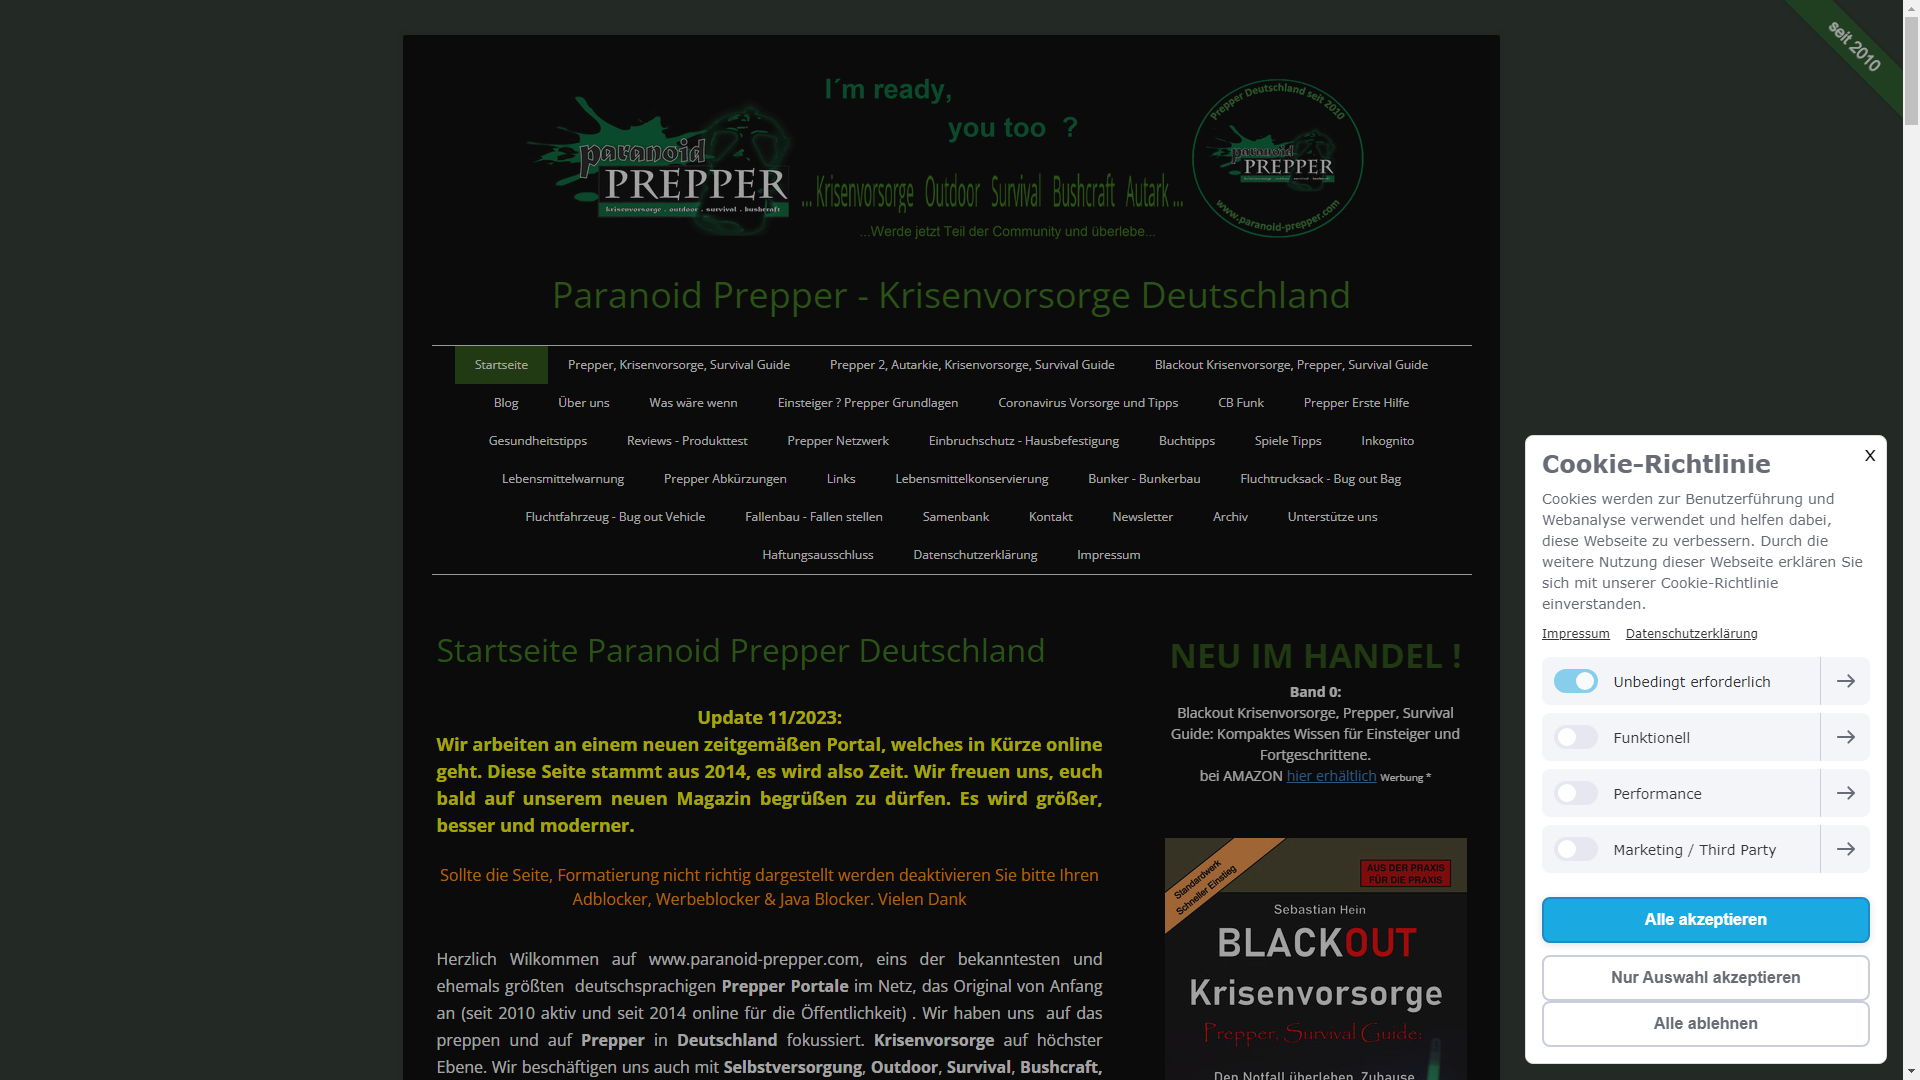 seit 2010
I´m ready,
you too ?
paranoid
PREPPER
krisenvorsorge . outdoor . survival . bushcraft
... Krisenvorsorge Outdoor Survival Bushcraft Autark ...
...Werde jetzt Teil der Community und überlebe...
Prepper Deutschland seit 2010
paranoid
PREPPER
www.paranoid-prepper.com
Paranoid Prepper - Krisenvorsorge Deutschland
Startseite Prepper, Krisenvorsorge, Survival Guide Prepper 2, Autarkie, Krisenvorsorge, Survival Guide Blackout Krisenvorsorge, Prepper, Survival Guide
Blog Über uns Was wäre wenn Einsteiger ? Prepper Grundlagen Coronavirus Vorsorge und Tipps CB Funk Prepper Erste Hilfe
Gesundheitstipps Reviews - Produkttest Prepper Netzwerk Einbruchschutz - Hausbefestigung Buchtipps Spiele Tipps Inkognito
Lebensmittelwarnung Prepper Abkürzungen Links Lebensmittelkonservierung Bunker - Bunkerbau Fluchtrucksack - Bug out Bag
Fluchtfahrzeug - Bug out Vehicle Fallenbau - Fallen stellen Samenbank Kontakt Newsletter Archiv Unterstütze uns
Haftungsausschluss Datenschutzerklärung Impressum
Startseite Paranoid Prepper Deutschland
Update 11/2023:
Wir arbeiten an einem neuen zeitgemäßen Portal, welches in Kürze online
geht. Diese Seite stammt aus 2014, es wird also Zeit. Wir freuen uns, euch
bald auf unserem neuen Magazin begrüßen zu dürfen. Es wird größer,
besser und moderner.
Sollte die Seite, Formatierung nicht richtig dargestellt werden deaktivieren Sie bitte Ihren
Adblocker, Werbeblocker & Java Blocker. Vielen Dank
Herzlich Wilkommen auf www.paranoid-prepper.com, eins der bekanntesten und
ehemals größten deutschsprachigen Prepper Portale im Netz, das Original von Anfang
an (seit 2010 aktiv und seit 2014 online für die Öffentlichkeit) . Wir haben uns auf das
preppen und auf Prepper in Deutschland fokussiert. Krisenvorsorge auf höchster
Ebene. Wir beschäftigen uns auch mit Selbstversorgung, Outdoor, Survival, Bushcraft,
NEU IM HANDEL !
Band 0:
Blackout Krisenvorsorge, Prepper, Survival
Guide: Kompaktes Wissen für Einsteiger und
Fortgeschrittene.
bei AMAZON hier erhältlich Werbung *
Standardwerk
Schneller Einstieg
AUS DER PRAXIS
FÜR DIE PRAXIS
Sebastian Hein
BLACKOUT
Krisenvorsorge
Prepper, Survival Guide:
Den Notfall überleben. Zuhause
Cookie-Richtlinie
X
Cookies werden zur Benutzerführung und
Webanalyse verwendet und helfen dabei,
diese Webseite zu verbessern. Durch die
weitere Nutzung dieser Webseite erklären Sie
sich mit unserer Cookie-Richtlinie
einverstanden.
Impressum Datenschutzerklärung
Unbedingt erforderlich
Funktionell
Performance
Marketing / Third Party
Alle akzeptieren
Nur Auswahl akzeptieren
Alle ablehnen